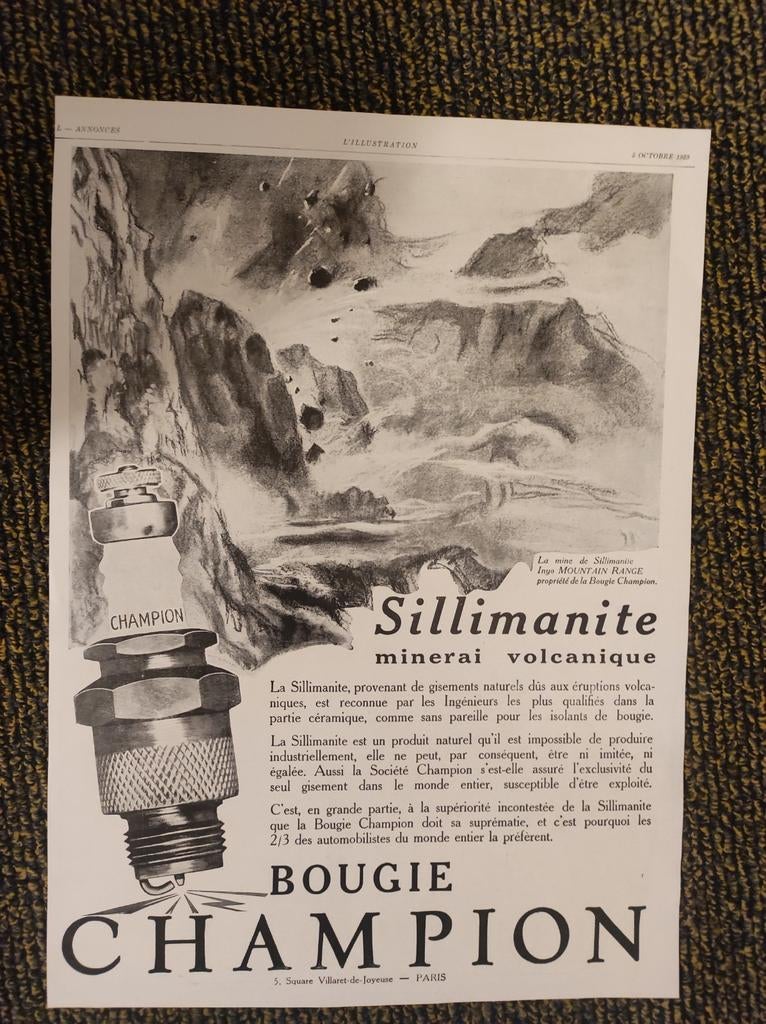 L — ANNONCES
L'ILLUSTRATION
5 OCTOBRE 1929
La mine de Sillimanite
Inyo MOUNTAIN RANGE
propriété de la Bougie Champion.
CHAMPION
Sillimanite
minerai volcanique
La Sillimanite, provenant de gisements naturels dûs aux éruptions volca-
niques, est reconnue par les Ingénieurs les plus qualifiés dans la
partie céramique, comme sans pareille pour les isolants de bougie.
La Sillimanite est un produit naturel qu'il est impossible de produire
industriellement, elle ne peut, par conséquent, être ni imitée, ni
égalée. Aussi la Société Champion s'est-elle assuré l'exclusivité du
seul gisement dans le monde entier, susceptible d'être exploité.
C'est, en grande partie, à la supériorité incontestée de la Sillimanite
que la Bougie Champion doit sa suprématie, et c'est pourquoi les
2/3 des automobilistes du monde entier la préfèrent.
BOUGIE
CHAMPION
5, Square Villaret-de-Joyeuse — PARIS